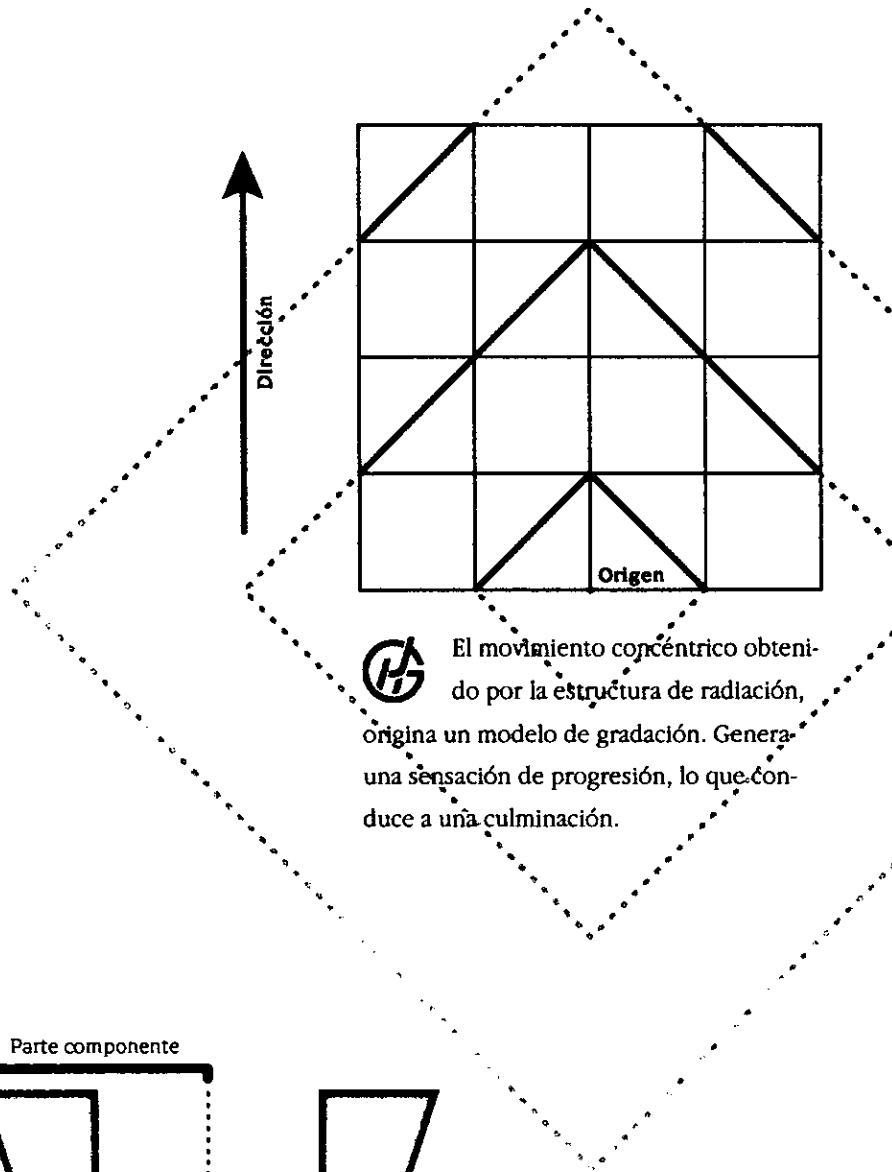 Dirección
Origen
El movimiento concéntrico obteni-
do por la estructura de radiación,
origina un modelo de gradación. Genera
una sensación de progresión, lo que con-
duce a una culminación.
Parte componente